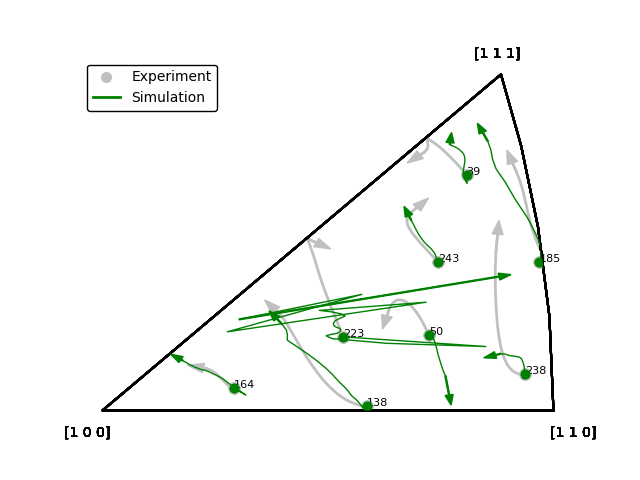 [1 1 1]
Experiment
Simulation
39
243
185
223
50
238
164
138
[1 0 0]
[1 1 0]